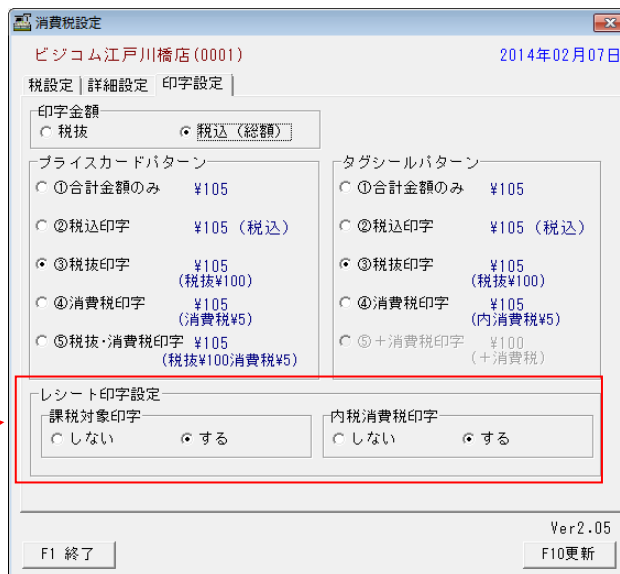 消費税設定
ビジコム江戸川橋店(0001) 2014年02月07日
税設定 詳細設定 印字設定
印字金額
税抜 税込（総額）
プライスカードパターン
①合計金額のみ ¥105
②税込印字 ¥105（税込）
③税抜印字 ¥105
(税抜¥100)
④消費税印字 ¥105
(消費税¥5)
⑤税抜・消費税印字 ¥105
(税抜¥100消費税¥5)
タグシールパターン
①合計金額のみ ¥105
②税込印字 ¥105（税込）
③税抜印字 ¥105
(税抜¥100)
④消費税印字 ¥105
(内消費税¥5)
⑤＋消費税印字 ¥100
(＋消費税)
レシート印字設定
課税対象印字
しない する
内税消費税印字
しない する
Ver2.05
F1 終了 F10更新